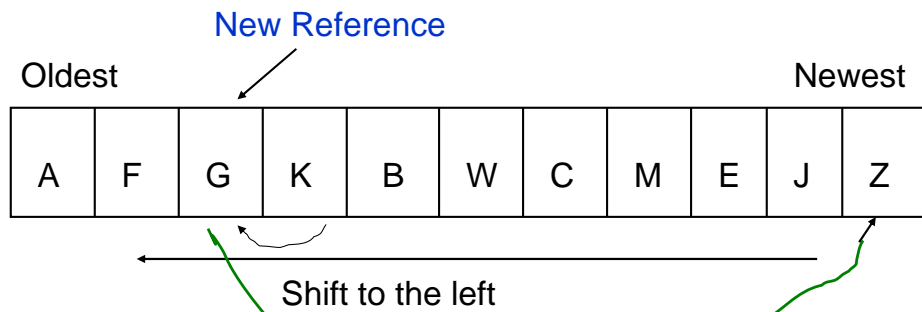 New Reference
Oldest Newest
A F G K B W C M E J Z
Shift to the left